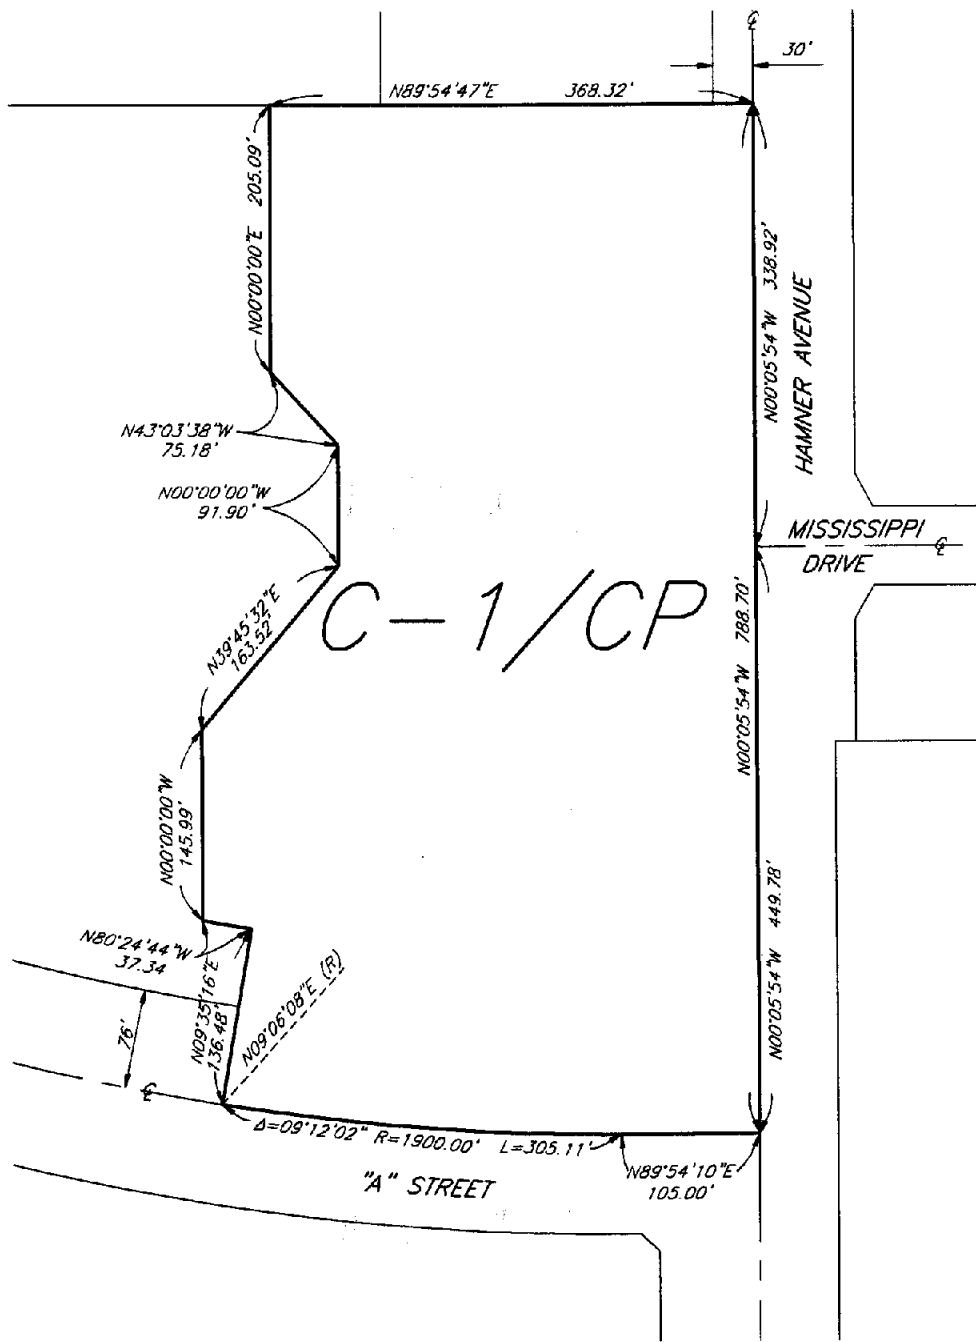 ℄
30'
N89°54'47"E 368.32'
N00°00'00"E 205.09'
N00°05'54"W 338.92'
HAMNER AVENUE
N43°03'38"W
75.18'
N00°00'00"W
91.90'
MISSISSIPPI
DRIVE
℄
N39°45'32"E
163.52'
C-1/CP
N00°05'54"W 788.70'
N00°00'00"W
145.99'
N00°05'54"W 449.78'
N80°24'44"W
37.34
N09°35'16"E
136.48'
N09°06'08"E (R)
76'
℄
Δ=09°12'02" R=1900.00' L=305.11'
N89°54'10"E
105.00'
"A" STREET